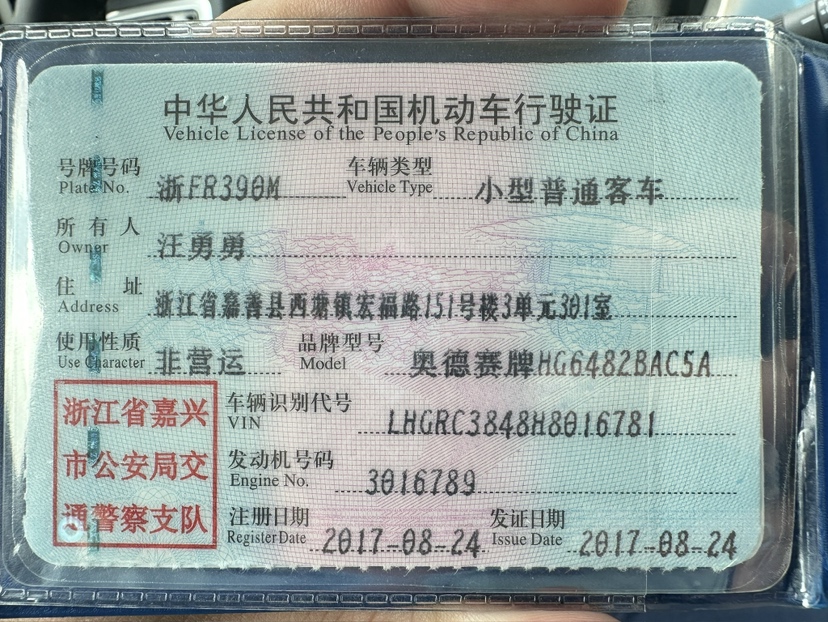 中华人民共和国机动车行驶证
Vehicle License of the People's Republic of China
号牌号码 浙FR390M 车辆类型 小型普通客车
Plate No. Vehicle Type
所有人 汪勇勇
Owner
住址 浙江省嘉善县西塘镇宏福路151号楼3单元301室
Address
使用性质 非营运 品牌型号 奥德赛牌HG6482BAC5A
Use Character Model
浙江省嘉兴
市公安局交
通警察支队
车辆识别代号 LHGRC3848H8016781
VIN
发动机号码 3016789
Engine No.
注册日期 2017-08-24 发证日期 2017-08-24
Register Date Issue Date